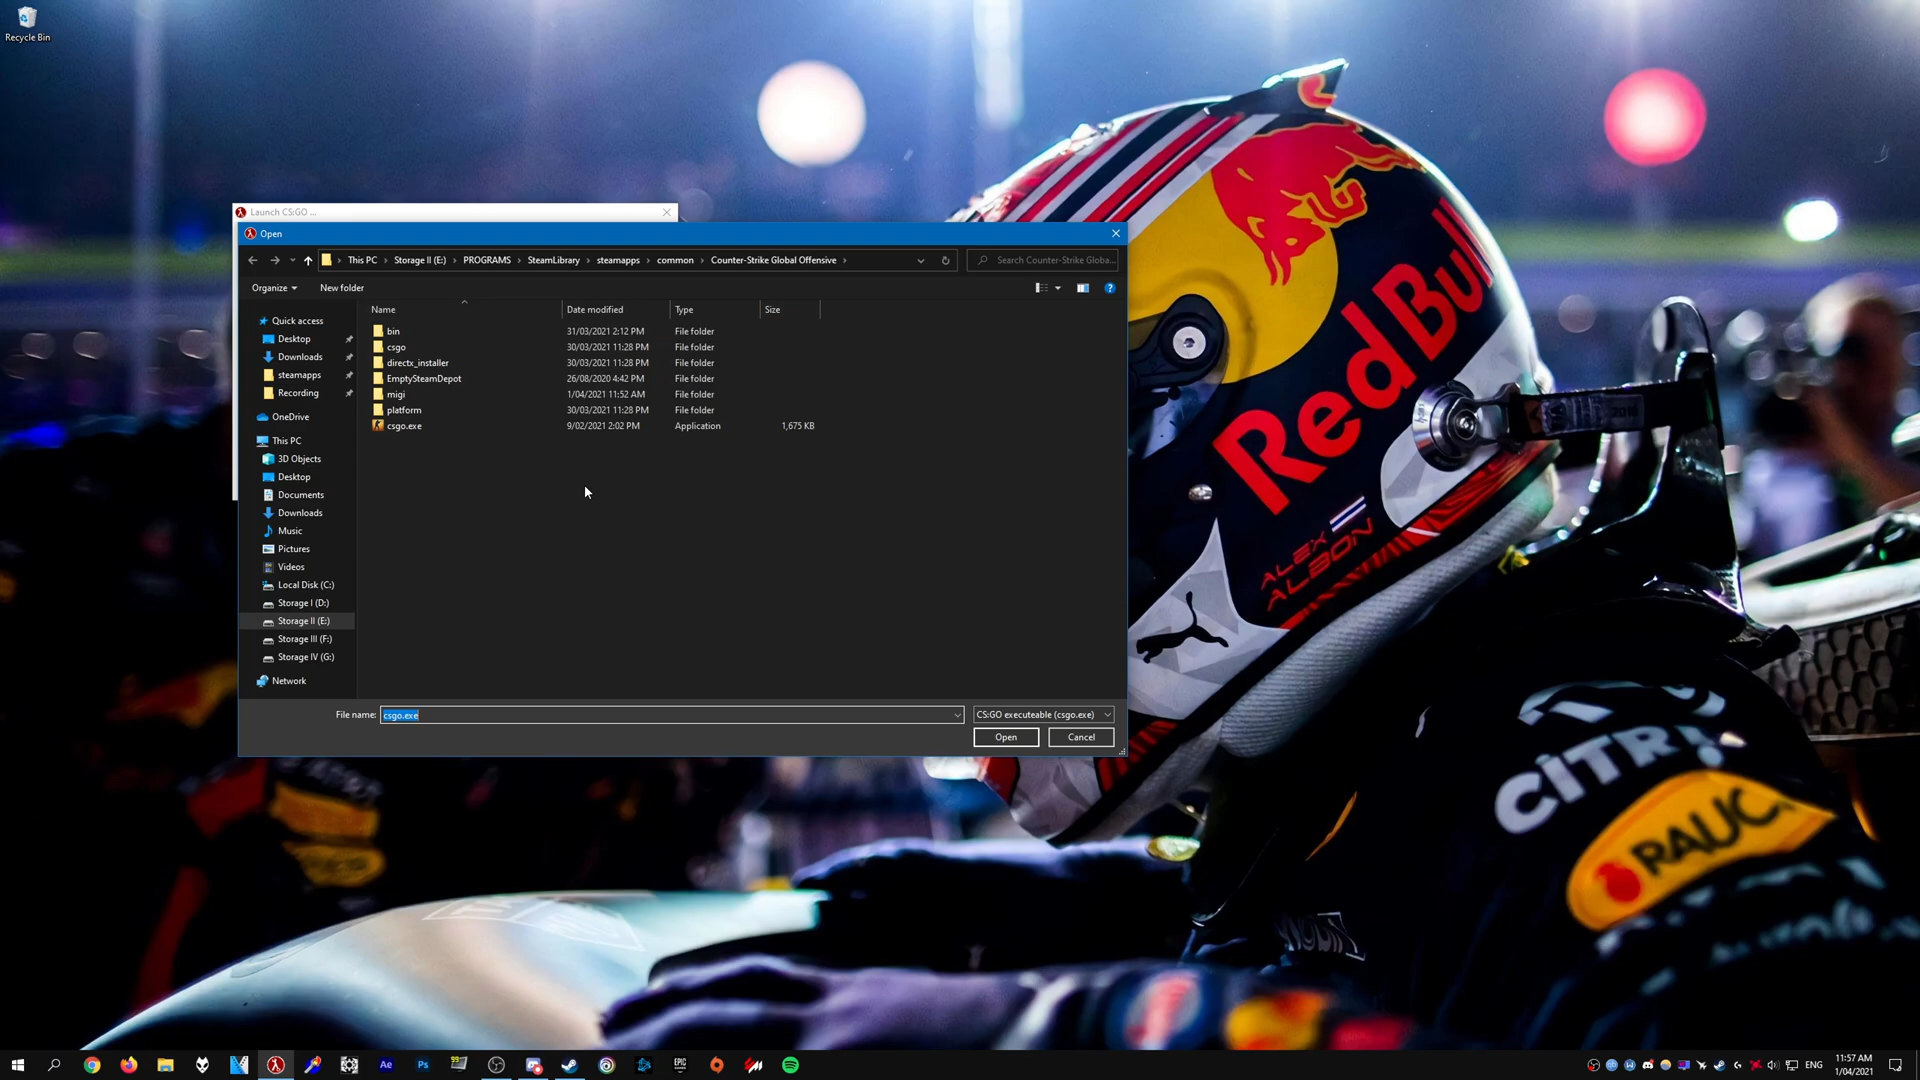 Recycle Bin
Launch CS:GO ...
Open
This PC
Storage II (E:)
PROGRAMS
SteamLibrary
steamapps
common
Counter-Strike Global Offensive
Search Counter-Strike Globa...
Organize
New folder
Name Date modified Type Size
Quick access
Desktop
Downloads
steamapps
Recording
OneDrive
This PC
3D Objects
Desktop
Documents
Downloads
Music
Pictures
Videos
Local Disk (C:)
Storage I (D:)
Storage II (E:)
Storage III (F:)
Storage IV (G:)
Network
bin 31/03/2021 2:12 PM File folder
csgo 30/03/2021 11:28 PM File folder
directx_installer 30/03/2021 11:28 PM File folder
EmptySteamDepot 26/08/2020 4:42 PM File folder
migi 1/04/2021 11:52 AM File folder
platform 30/03/2021 11:28 PM File folder
csgo.exe 9/02/2021 2:02 PM Application 1,675 KB
File name: csgo.exe
CS:GO executeable (csgo.exe)
Open
Cancel
Red Bull
ALEX
ALBON
CITR
RAUC
Ae
Ps
99
EPIC
ENG
11:57 AM
1/04/2021